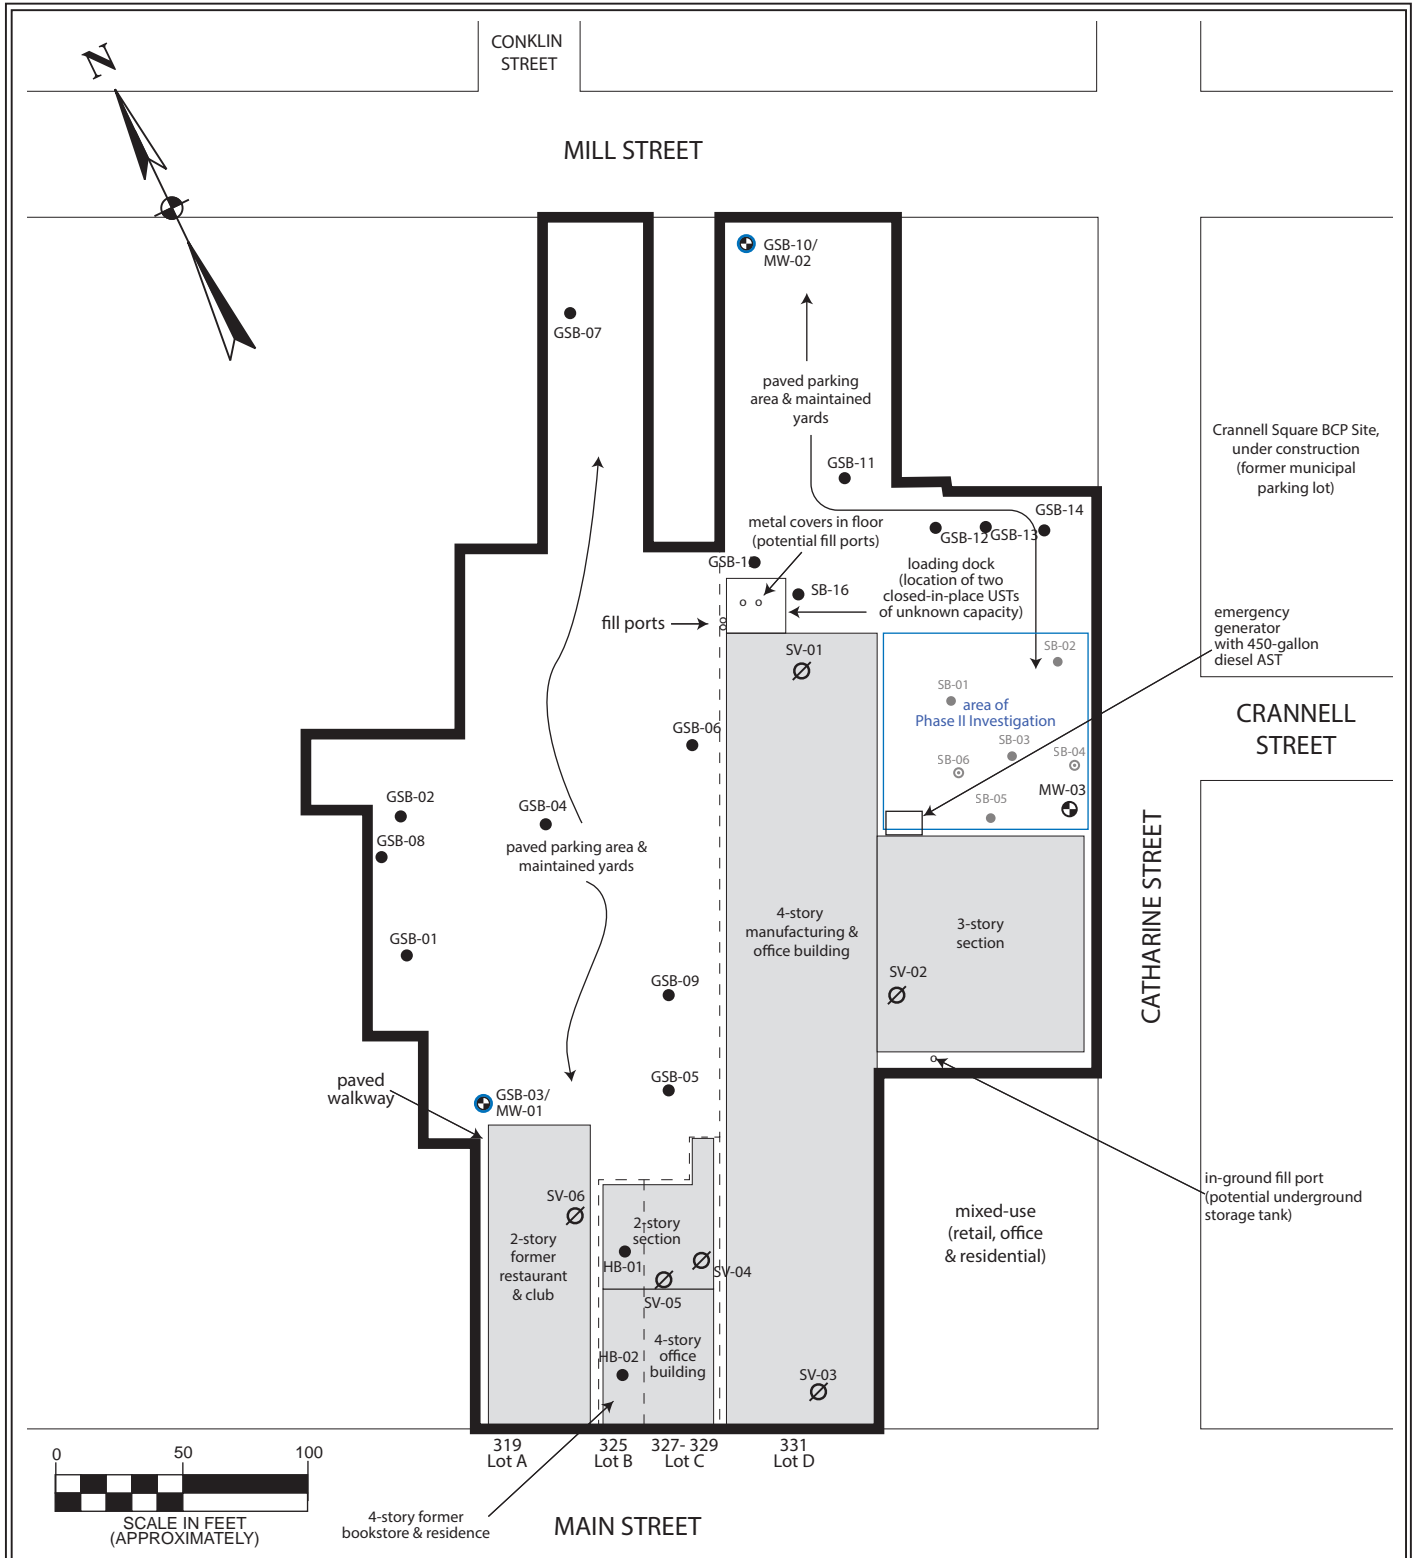 CONKLIN
STREET
N
MILL STREET
GSB-10/
MW-02
GSB-07
paved parking
area & maintained
yards
Crannell Square BCP Site,
under construction
(former municipal
parking lot)
GSB-11
GSB-14
metal covers in floor
(potential fill ports)
GSB-12
GSB-13
GSB-1
loading dock
(location of two
closed-in-place USTs
of unknown capacity)
SB-16
fill ports
emergency
generator
with 450-gallon
diesel AST
SV-01
SB-02
SB-01
area of
Phase II Investigation
CRANNELL
STREET
GSB-06
SB-03
SB-04
SB-06
MW-03
SB-05
GSB-02
GSB-04
GSB-08
paved parking area &
maintained yards
4-story
manufacturing &
office building
3-story
section
CATHARINE STREET
GSB-01
GSB-09
SV-02
GSB-05
paved
walkway
GSB-03/
MW-01
in-ground fill port
(potential underground
storage tank)
mixed-use
(retail, office
& residential)
SV-06
2-story
section
2-story
former
restaurant
& club
HB-01
SV-04
SV-05
4-story
office
building
HB-02
SV-03
319
Lot A
325
Lot B
327- 329
Lot C
331
Lot D
0 50 100
SCALE IN FEET
(APPROXIMATELY)
4-story former
bookstore & residence
MAIN STREET